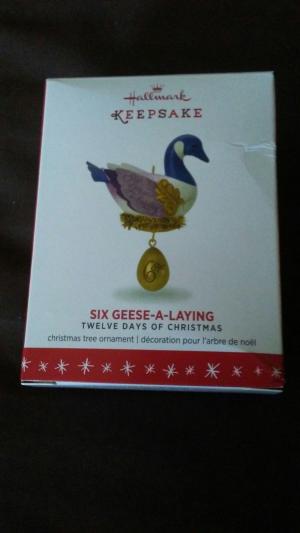 Hallmark
KEEPSAKE
6
SIX GEESE-A-LAYING
TWELVE DAYS OF CHRISTMAS
christmas tree ornament | décoration pour l'arbre de noël